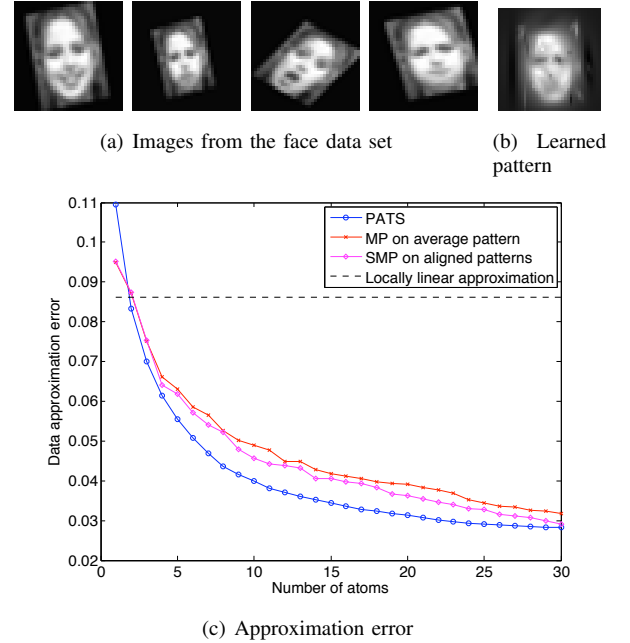 (a) Images from the face data set
(b) Learned
pattern
0.11
0.1
0.09
0.08
0.07
0.06
0.05
0.04
0.03
0.02
Data approximation error
PATS
MP on average pattern
SMP on aligned patterns
Locally linear approximation
0 5 10 15 20 25 30
Number of atoms
(c) Approximation error